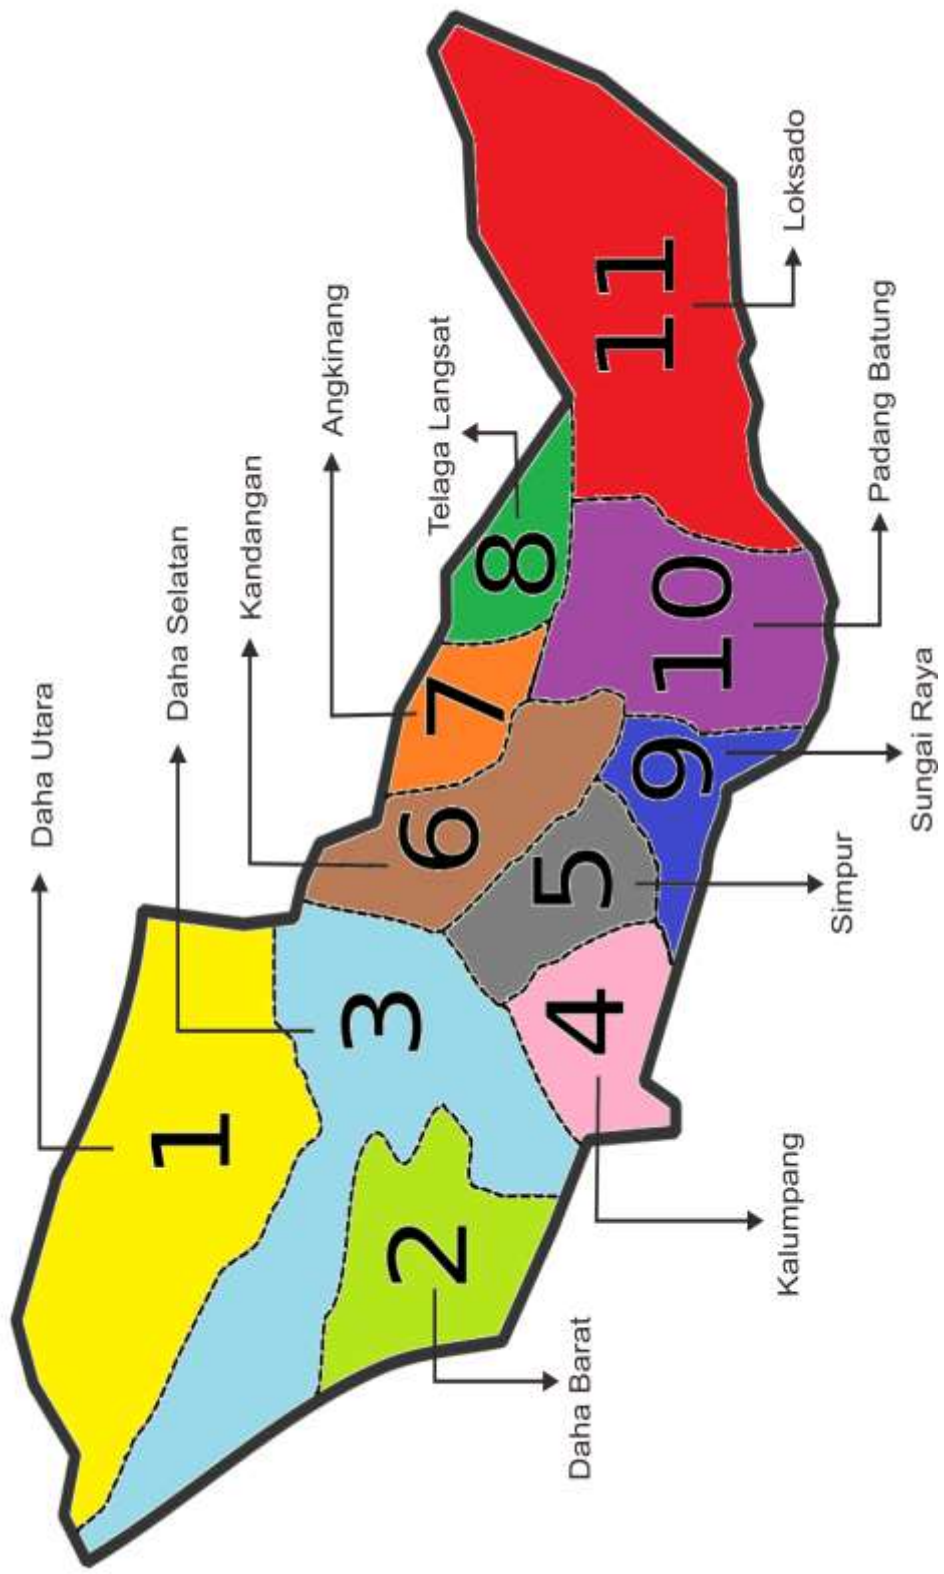 Daha Utara
Daha Selatan
Kandangan
Angkinang
Telaga Langsat
1
2
3
4
5
6
7
8
9
10
11
Daha Barat
Kalumpang
Simpur
Sungai Raya
Padang Batung
Loksado